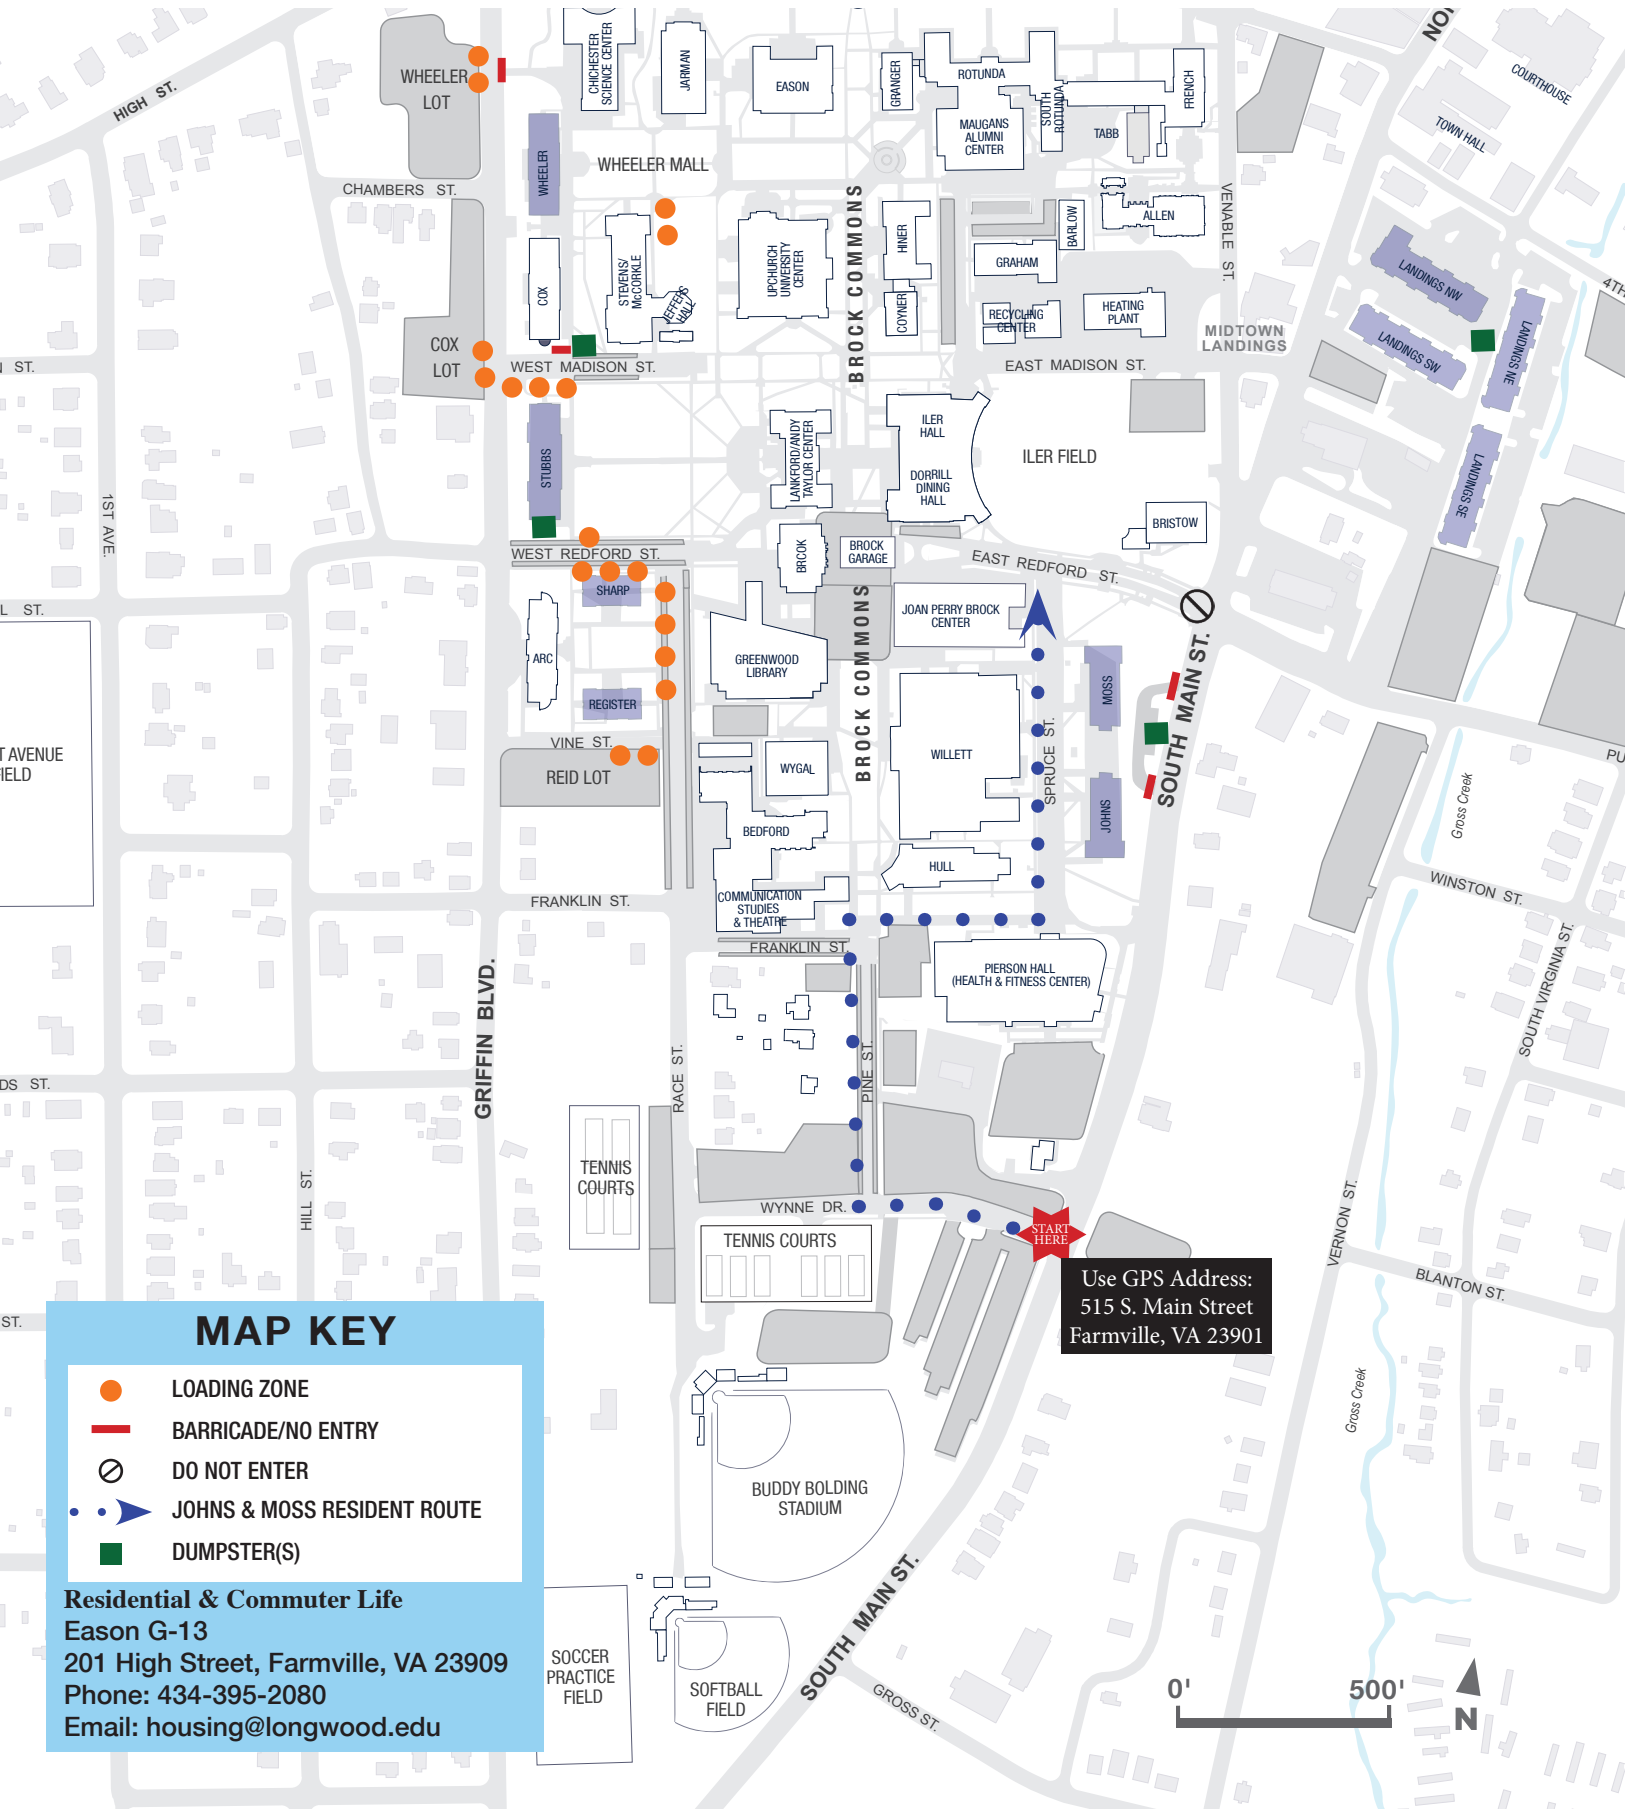 HIGH ST.
WHEELER
LOT
CHICHESTER
SCIENCE CENTER
JARMAN
EASON
GRANGER
ROTUNDA
SOUTH
ROTUNDA
MAUGANS
ALUMNI
CENTER
TABB
FRENCH
COURTHOUSE
TOWN HALL
CHAMBERS ST.
WHEELER
WHEELER MALL
BROCK COMMONS
HINER
BARLOW
ALLEN
VENABLE ST.
COX
STEVENS/
McCORKLE
JEFFERS
HALL
UPCHURCH
UNIVERSITY
CENTER
COYNER
GRAHAM
RECYCLING
CENTER
HEATING
PLANT
MIDTOWN
LANDINGS
LANDINGS NW
LANDINGS SW
LANDINGS NE
LANDINGS SE
4TH
COX
LOT
ST.
WEST MADISON ST.
EAST MADISON ST.
STUBBS
LANKFORD/ANDY
TAYLOR CENTER
ILER
HALL
DORRILL
DINING
HALL
ILER FIELD
1ST AVE.
BRISTOW
WEST REDFORD ST.
BRCOK
BROCK
GARAGE
EAST REDFORD ST.
L ST.
SHARP
ARC
REGISTER
GREENWOOD
LIBRARY
BROCK COMMONS
JOAN PERRY BROCK
CENTER
MOSS
SOUTH MAIN ST.
T AVENUE
IELD
VINE ST.
REID LOT
WYGAL
WILLETT
SPRUCE ST.
JOHNS
PU
Gross Creek
BEDFORD
HULL
COMMUNICATION
STUDIES
& THEATRE
FRANKLIN ST.
FRANKLIN ST.
WINSTON ST.
PIERSON HALL
(HEALTH & FITNESS CENTER)
GRIFFIN BLVD.
SOUTH VIRGINIA ST.
DS ST.
RACE ST.
PINE ST.
HILL ST.
TENNIS
COURTS
WYNNE DR.
TENNIS COURTS
START
HERE
VERNON ST.
BLANTON ST.
Use GPS Address:
515 S. Main Street
Farmville, VA 23901
ST.
MAP KEY
LOADING ZONE
BARRICADE/NO ENTRY
DO NOT ENTER
JOHNS & MOSS RESIDENT ROUTE
DUMPSTER(S)
Residential & Commuter Life
Eason G-13
201 High Street, Farmville, VA 23909
Phone: 434-395-2080
Email: housing@longwood.edu
BUDDY BOLDING
STADIUM
Gross Creek
SOUTH MAIN ST.
SOCCER
PRACTICE
FIELD
SOFTBALL
FIELD
GROSS ST.
0'
500'
N